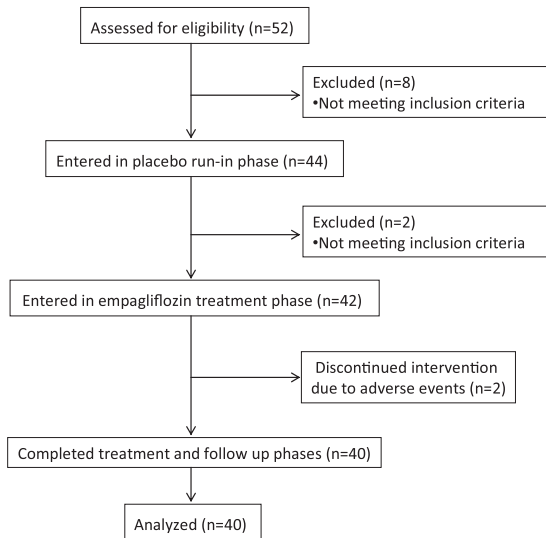 Assessed for eligibility (n=52)
Excluded (n=8)
•Not meeting inclusion criteria
Entered in placebo run-in phase (n=44)
Excluded (n=2)
•Not meeting inclusion criteria
Entered in empagliflozin treatment phase (n=42)
Discontinued intervention
due to adverse events (n=2)
Completed treatment and follow up phases (n=40)
Analyzed (n=40)